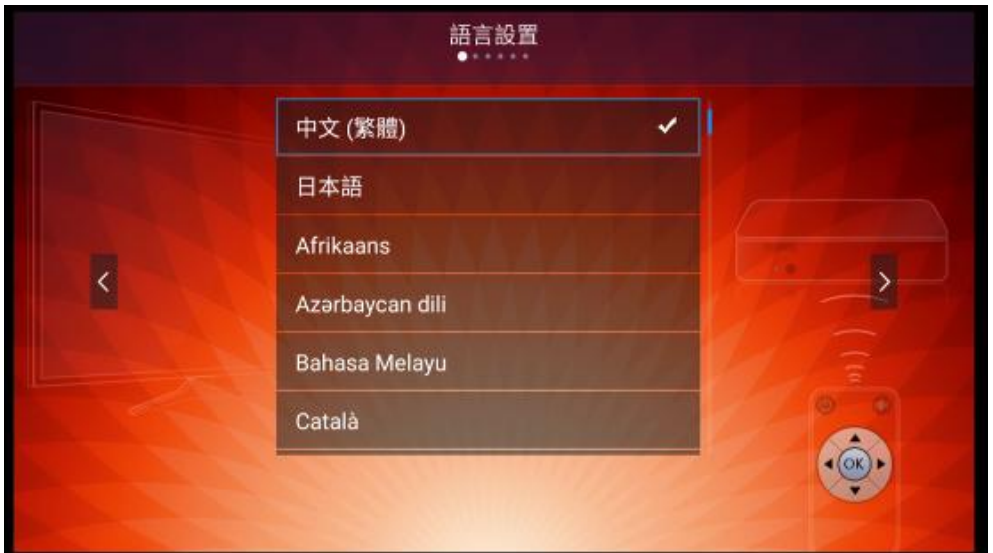 語言設置
中文 (繁體)
日本語
Afrikaans
Azərbaycan dili
Bahasa Melayu
Català
OK